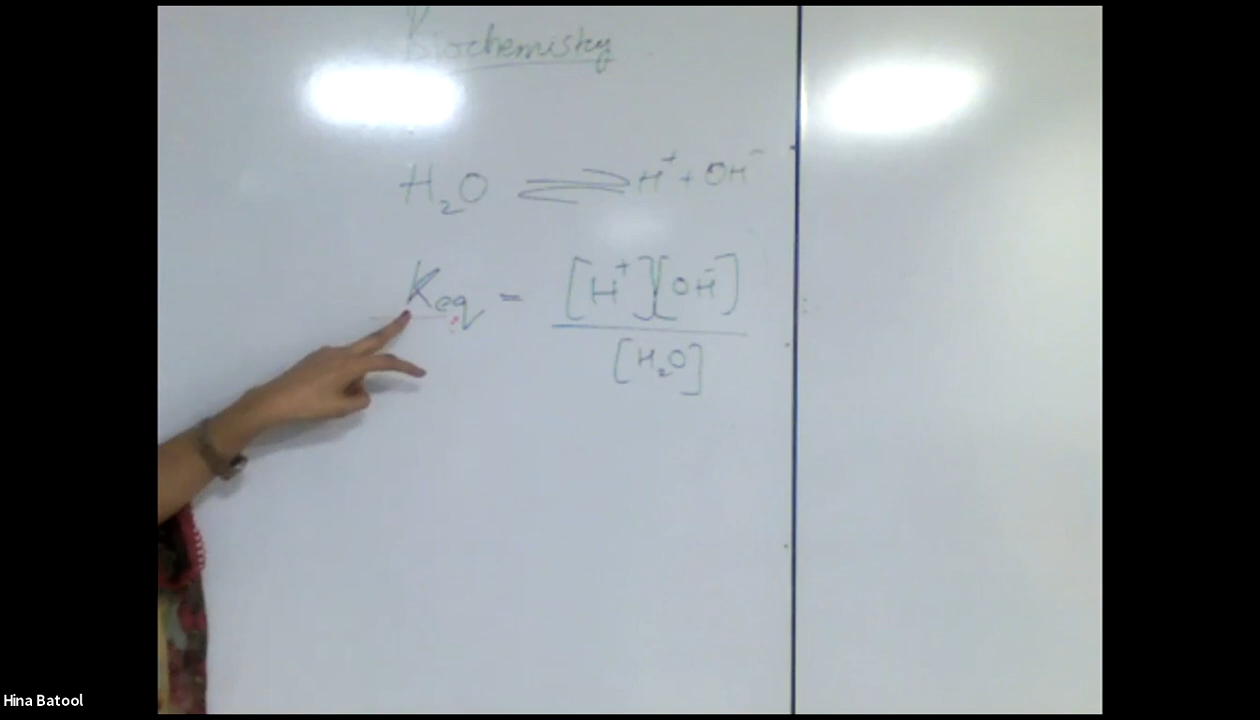 Biochemistry
H₂O ⇌ H⁺ + OH⁻
Keq = [H⁺][OH⁻]
[H₂O]
Hina Batool